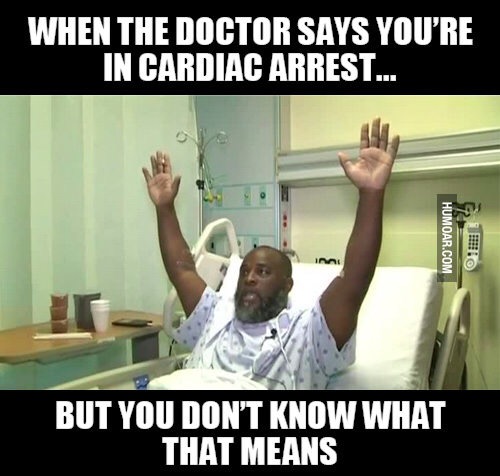 WHEN THE DOCTOR SAYS YOU'RE
IN CARDIAC ARREST...
HUMOAR.COM
BUT YOU DON'T KNOW WHAT
THAT MEANS